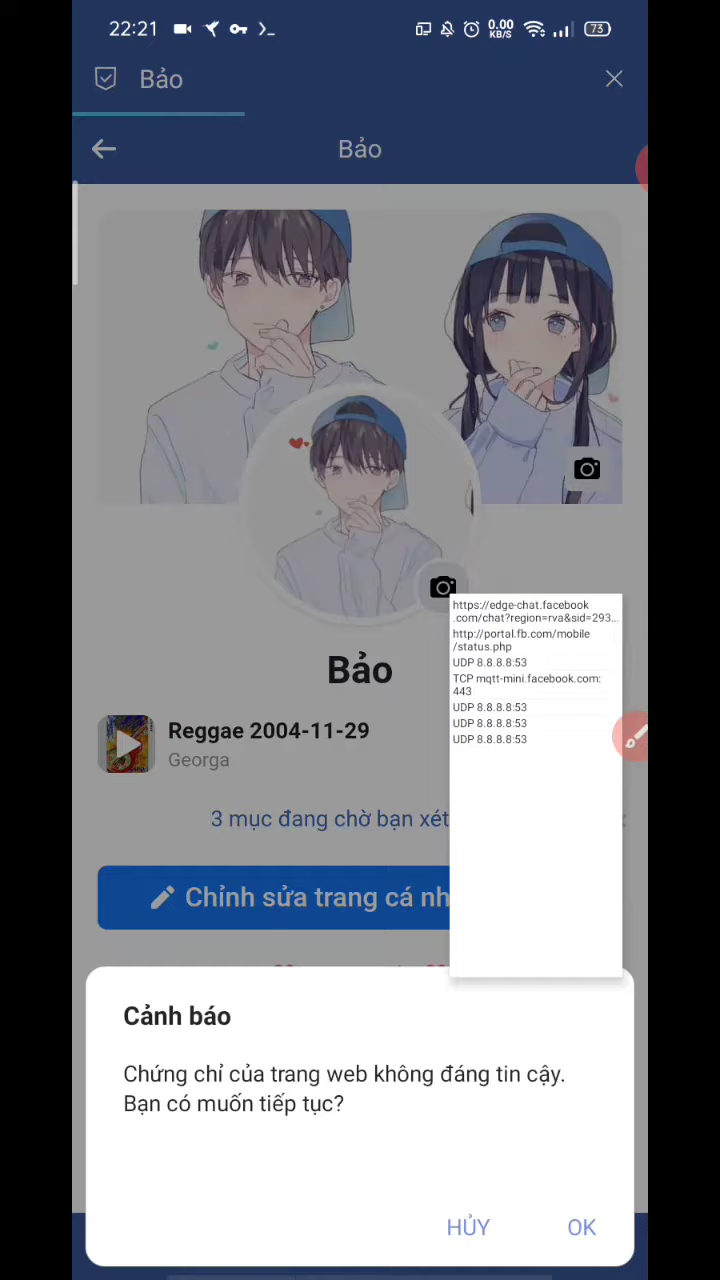 22:21
0.00
KB/S
73
Bảo
Bảo
https://edge-chat.facebook
.com/chat?region=rva&sid=293...
http://portal.fb.com/mobile
/status.php
UDP 8.8.8.8:53
TCP mqtt-mini.facebook.com:
443
UDP 8.8.8.8:53
UDP 8.8.8.8:53
UDP 8.8.8.8:53
Bảo
Reggae 2004-11-29
Georga
3 mục đang chờ bạn xét
Chỉnh sửa trang cá nh
Cảnh báo
Chứng chỉ của trang web không đáng tin cậy.
Bạn có muốn tiếp tục?
HỦY
OK